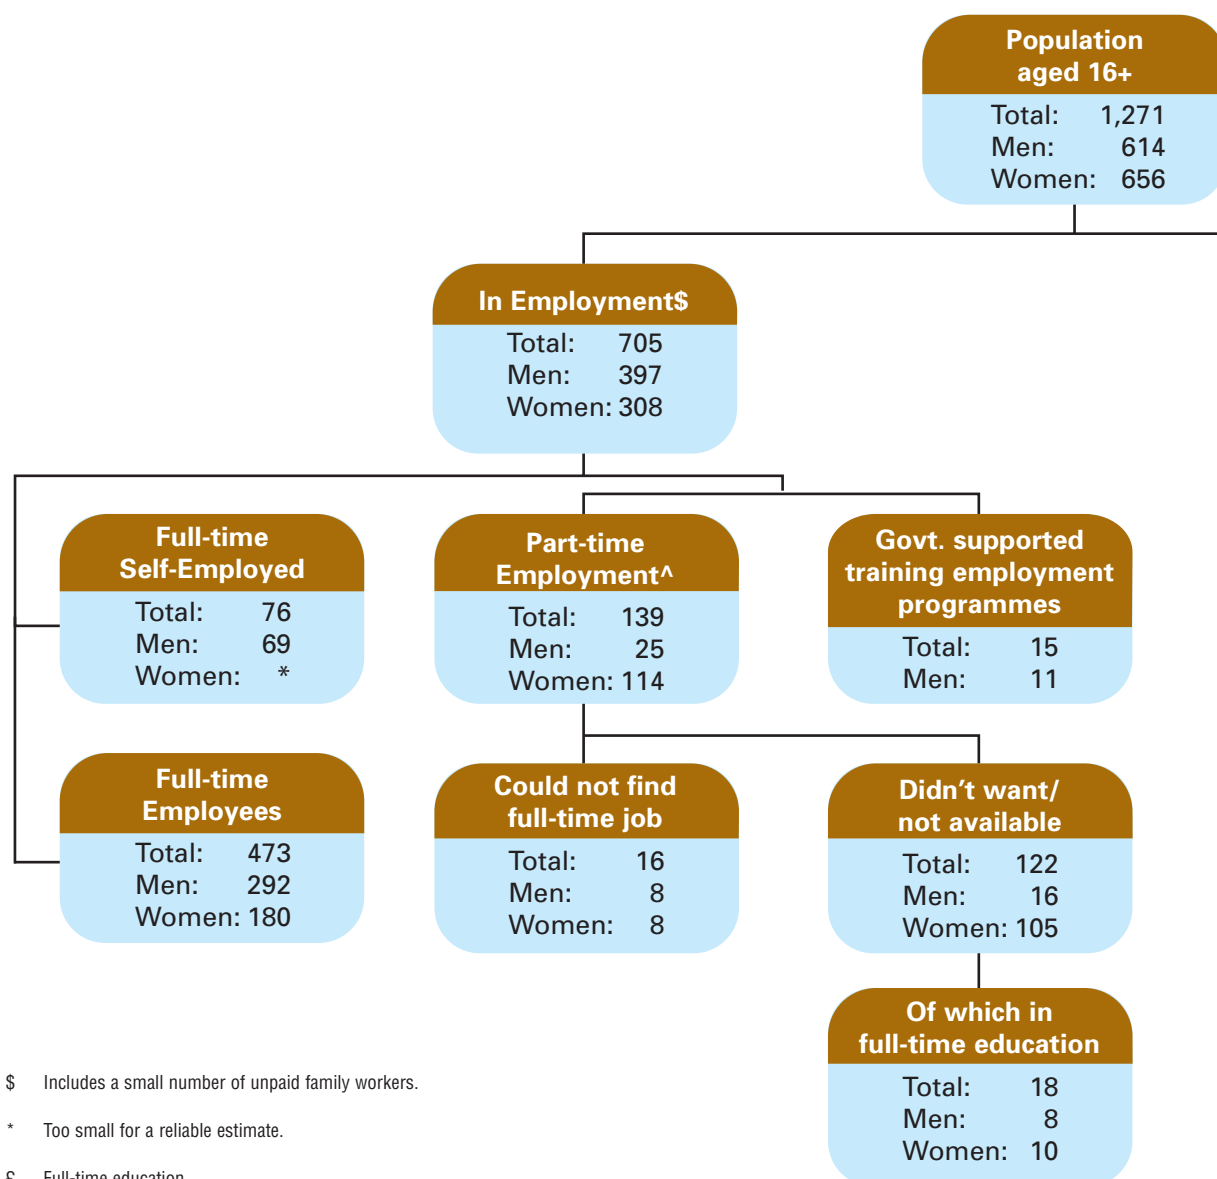 Population
aged 16+
Total: 1,271
Men: 614
Women: 656
In Employment$
Total: 705
Men: 397
Women: 308
Full-time
Self-Employed
Total: 76
Men: 69
Women: *
Part-time
Employment^
Total: 139
Men: 25
Women: 114
Govt. supported
training employment
programmes
Total: 15
Men: 11
Full-time
Employees
Total: 473
Men: 292
Women: 180
Could not find
full-time job
Total: 16
Men: 8
Women: 8
Didn't want/
not available
Total: 122
Men: 16
Women: 105
Of which in
full-time education
Total: 18
Men: 8
Women: 10
$ Includes a small number of unpaid family workers.
* Too small for a reliable estimate.
£ Full-time education